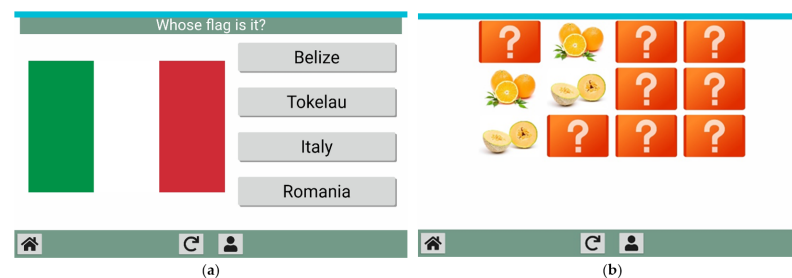 Whose flag is it?
Belize
Tokelau
Italy
Romania
? ? ?
? ?
? ? ?
(a)
(b)